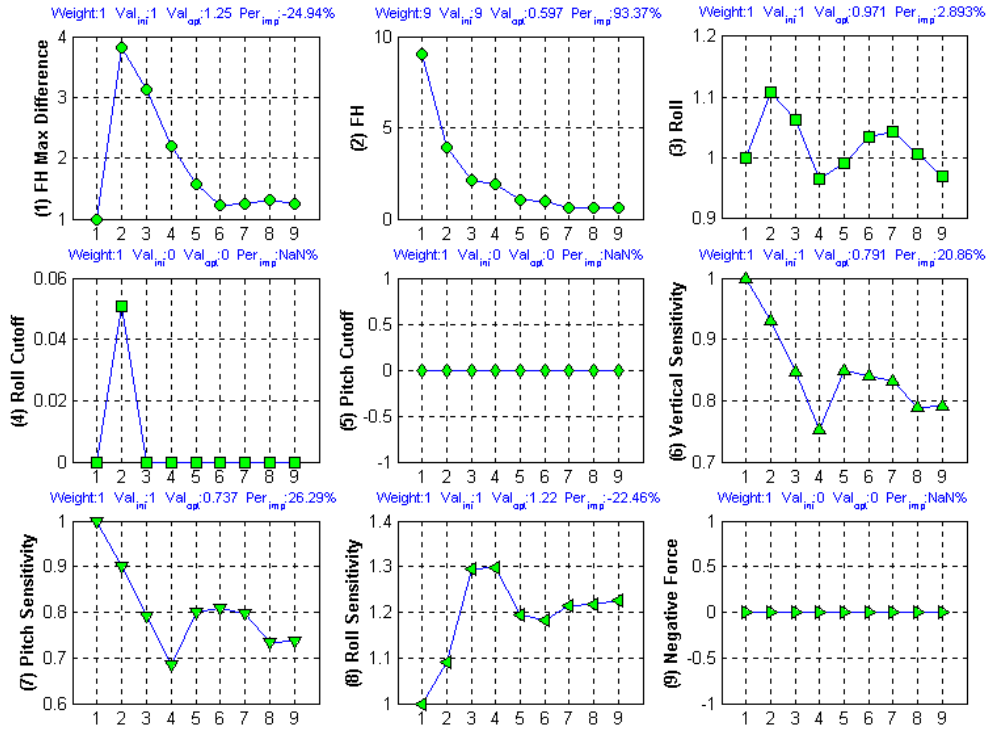 Weight:1 Val_ini:1 Val_opt:1.25 Per_imp:-24.94%
(1) FH Max Difference
4
3
2
1
1 2 3 4 5 6 7 8 9
Weight:9 Val_ini:9 Val_opt:0.597 Per_imp:93.37%
(2) FH
10
5
0
1 2 3 4 5 6 7 8 9
Weight:1 Val_ini:1 Val_opt:0.971 Per_imp:2.893%
(3) Roll
1.2
1.1
1
0.9
1 2 3 4 5 6 7 8 9
Weight:1 Val_ini:0 Val_opt:0 Per_imp:NaN%
(4) Roll Cutoff
0.06
0.04
0.02
0
1 2 3 4 5 6 7 8 9
Weight:1 Val_ini:0 Val_opt:0 Per_imp:NaN%
(5) Pitch Cutoff
1
0.5
0
-0.5
-1
1 2 3 4 5 6 7 8 9
Weight:1 Val_ini:1 Val_opt:0.791 Per_imp:20.86%
(6) Vertical Sensitivity
1
0.9
0.8
0.7
1 2 3 4 5 6 7 8 9
Weight:1 Val_ini:1 Val_opt:0.737 Per_imp:26.29%
(7) Pitch Sensitivity
1
0.9
0.8
0.7
0.6
1 2 3 4 5 6 7 8 9
Weight:1 Val_ini:1 Val_opt:1.22 Per_imp:-22.46%
(8) Roll Sensitivity
1.4
1.3
1.2
1.1
1
1 2 3 4 5 6 7 8 9
Weight:1 Val_ini:0 Val_opt:0 Per_imp:NaN%
(9) Negative Force
1
0.5
0
-0.5
-1
1 2 3 4 5 6 7 8 9